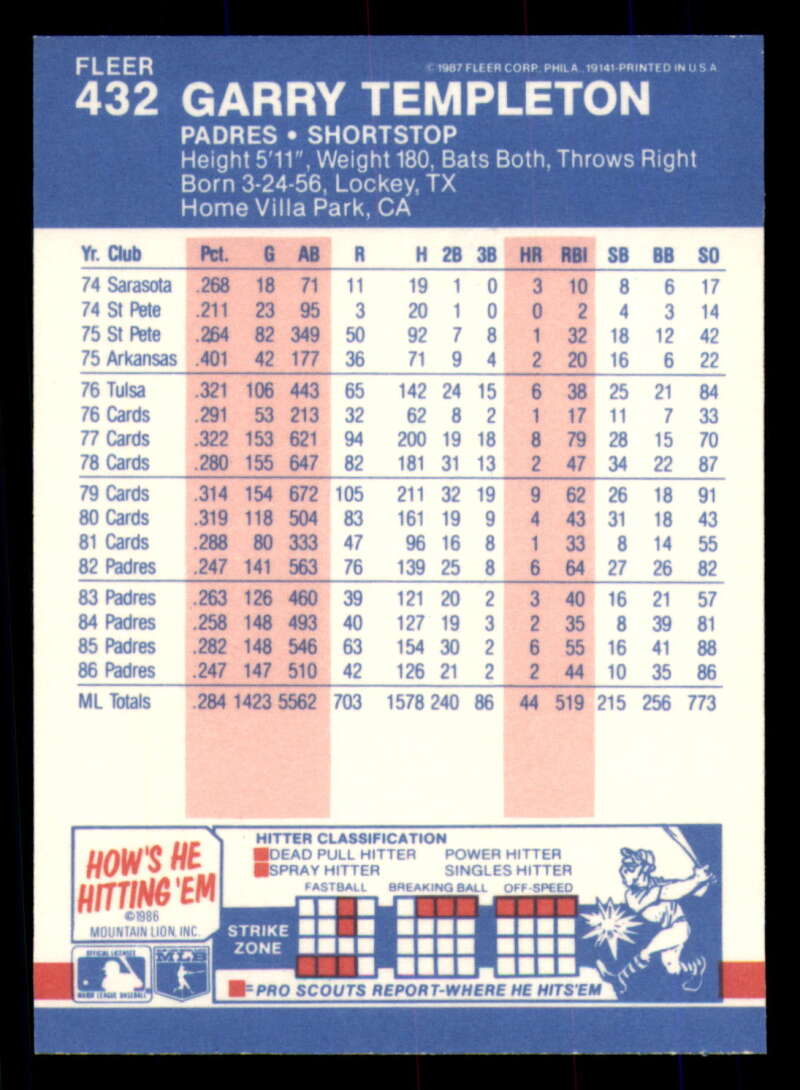 FLEER
©1987 FLEER CORP. PHILA., 19141-PRINTED IN U.S.A.
432 GARRY TEMPLETON
PADRES • SHORTSTOP
Height 5'11", Weight 180, Bats Both, Throws Right
Born 3-24-56, Lockey, TX
Home Villa Park, CA
Yr. Club Pct. G AB R H 2B 3B HR RBI SB BB SO
74 Sarasota .268 18 71 11 19 1 0 3 10 8 6 17
74 St Pete .211 23 95 3 20 1 0 0 2 4 3 14
75 St Pete .264 82 349 50 92 7 8 1 32 18 12 42
75 Arkansas .401 42 177 36 71 9 4 2 20 16 6 22
76 Tulsa .321 106 443 65 142 24 15 6 38 25 21 84
76 Cards .291 53 213 32 62 8 2 1 17 11 7 33
77 Cards .322 153 621 94 200 19 18 8 79 28 15 70
78 Cards .280 155 647 82 181 31 13 2 47 34 22 87
79 Cards .314 154 672 105 211 32 19 9 62 26 18 91
80 Cards .319 118 504 83 161 19 9 4 43 31 18 43
81 Cards .288 80 333 47 96 16 8 1 33 8 14 55
82 Padres .247 141 563 76 139 25 8 6 64 27 26 82
83 Padres .263 126 460 39 121 20 2 3 40 16 21 57
84 Padres .258 148 493 40 127 19 3 2 35 8 39 81
85 Padres .282 148 546 63 154 30 2 6 55 16 41 88
86 Padres .247 147 510 42 126 21 2 2 44 10 35 86
ML Totals .284 1423 5562 703 1578 240 86 44 519 215 256 773
HOW'S HE
HITTING 'EM
©1986
MOUNTAIN LION, INC.
OFFICIAL LICENSEE
MAJOR LEAGUE BASEBALL
MLB
HITTER CLASSIFICATION
DEAD PULL HITTER POWER HITTER
SPRAY HITTER SINGLES HITTER
FASTBALL BREAKING BALL OFF-SPEED
STRIKE
ZONE
=PRO SCOUTS REPORT-WHERE HE HITS'EM